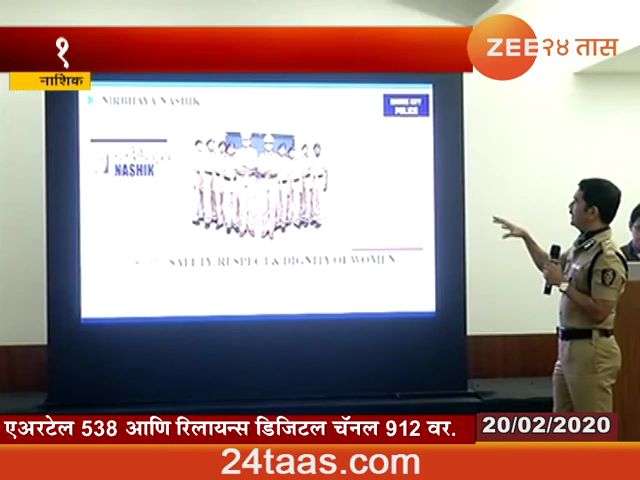 १
ZEE२४ तास
नाशिक
NIRBHAYA NASHIK
POLICE
NASHIK
SAFETY, RESPECT & DIGNITY OF WOMEN
एअरटेल 538 आणि रिलायन्स डिजिटल चॅनल 912 वर.
20/02/2020
24taas.com